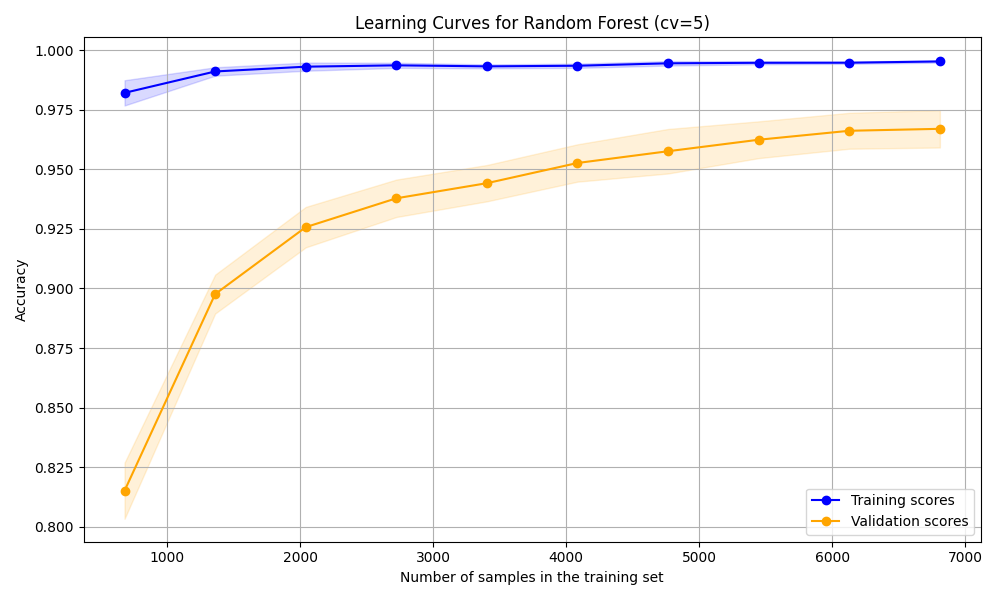 Learning Curves for Random Forest (cv=5)
1.000
0.975
0.950
0.925
0.900
0.875
0.850
0.825
0.800
Accuracy
Training scores
Validation scores
1000 2000 3000 4000 5000 6000 7000
Number of samples in the training set